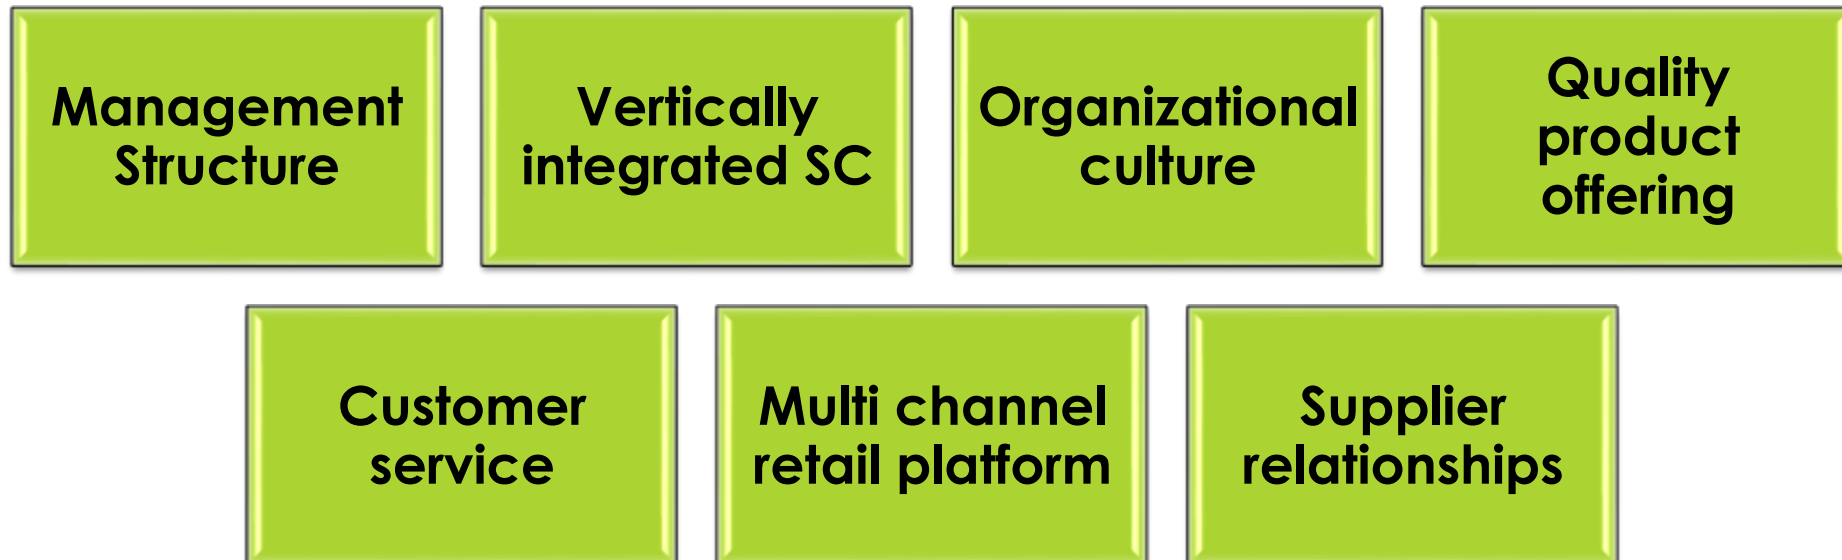 Management
Structure
Vertically
integrated SC
Organizational
culture
Quality
product
offering
Customer
service
Multi channel
retail platform
Supplier
relationships